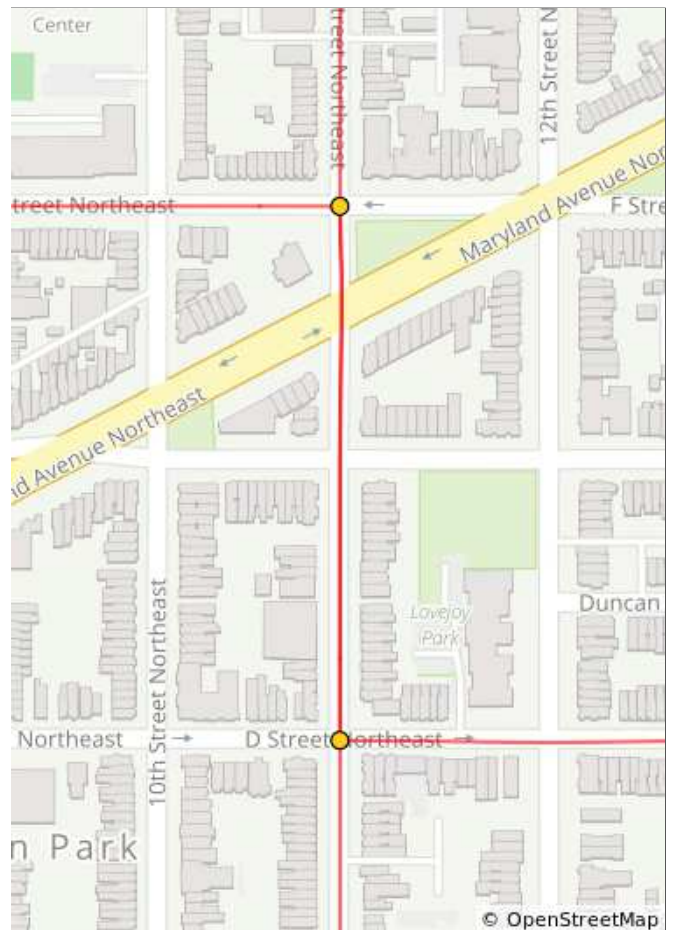 Center
treet Northeast
12th Street N
treet Northeast
Maryland Avenue Nor
F Stre
nd Avenue Northeast
10th Street Northeast
Lovejoy
Park
Duncan
Northeast
D Street Northeast
n Park
© OpenStreetMap